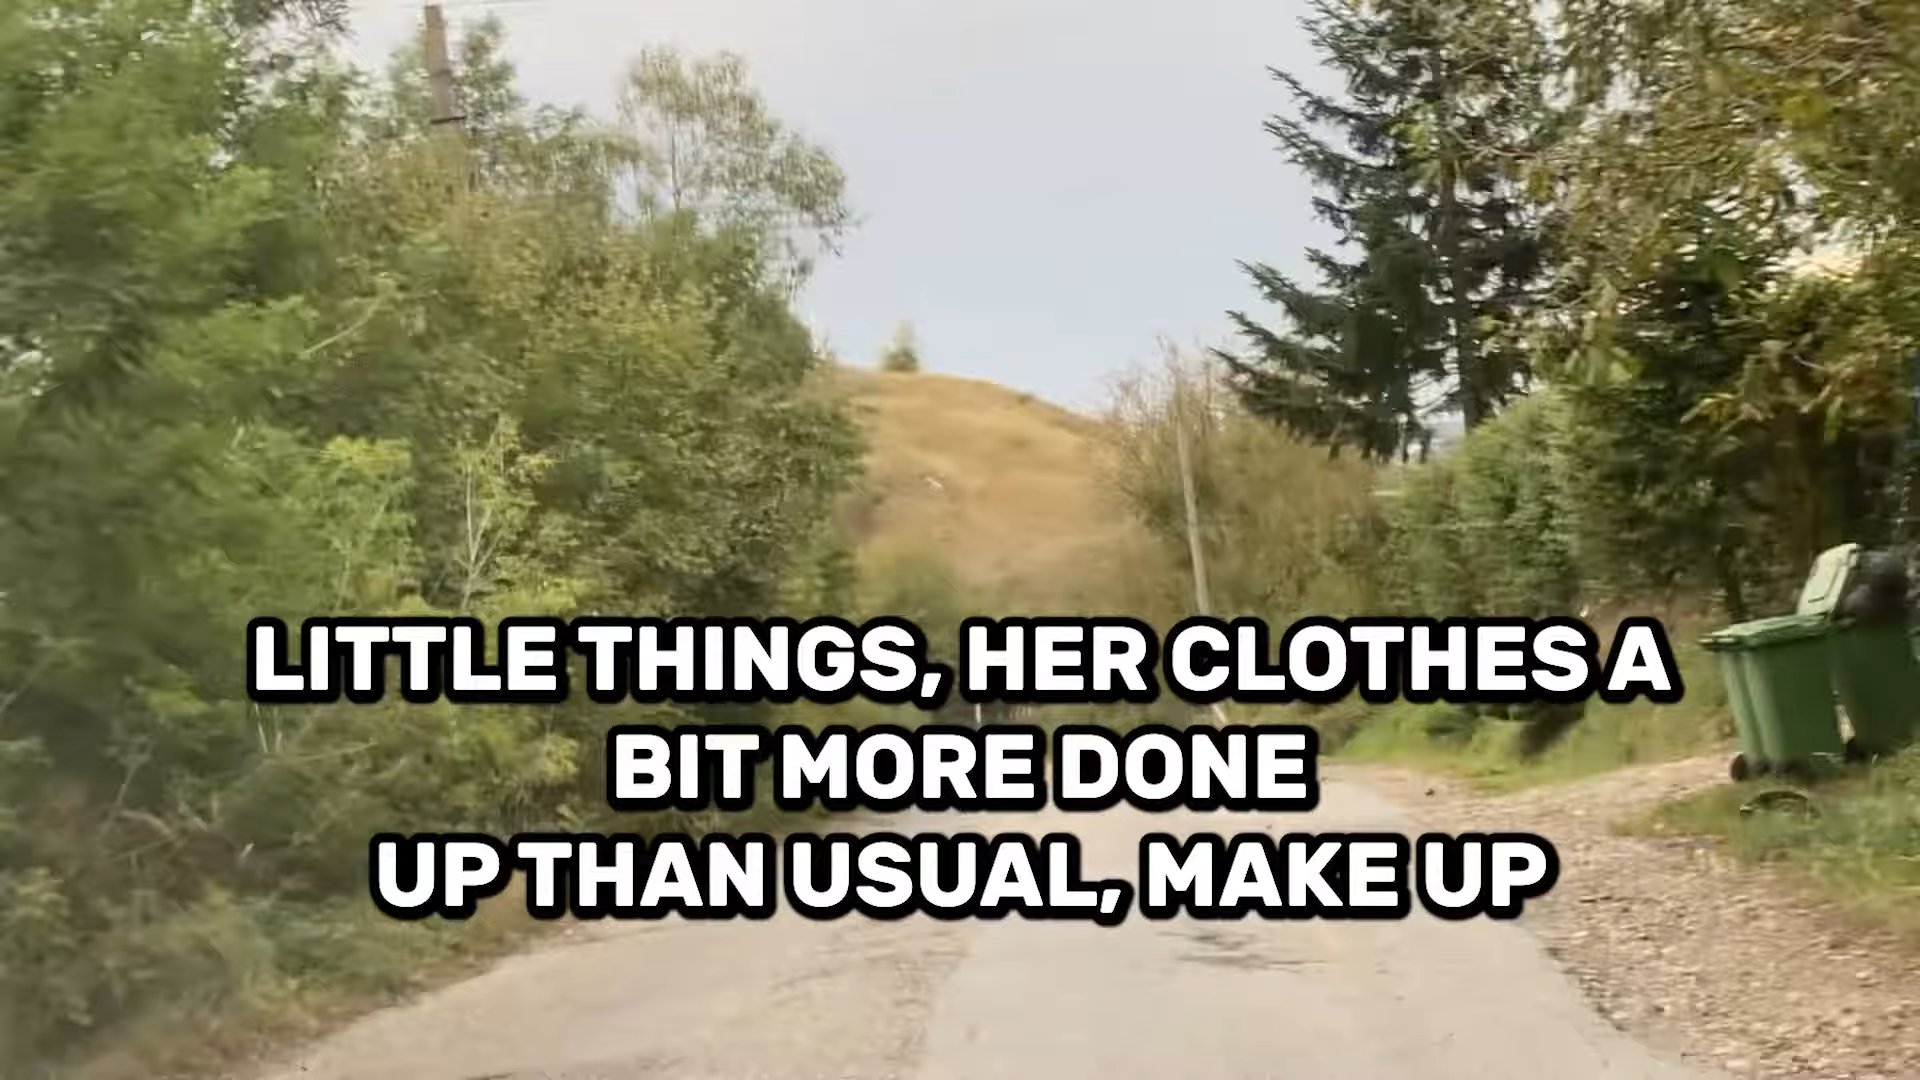 LITTLE THINGS, HER CLOTHES A
BIT MORE DONE
UP THAN USUAL, MAKE UP